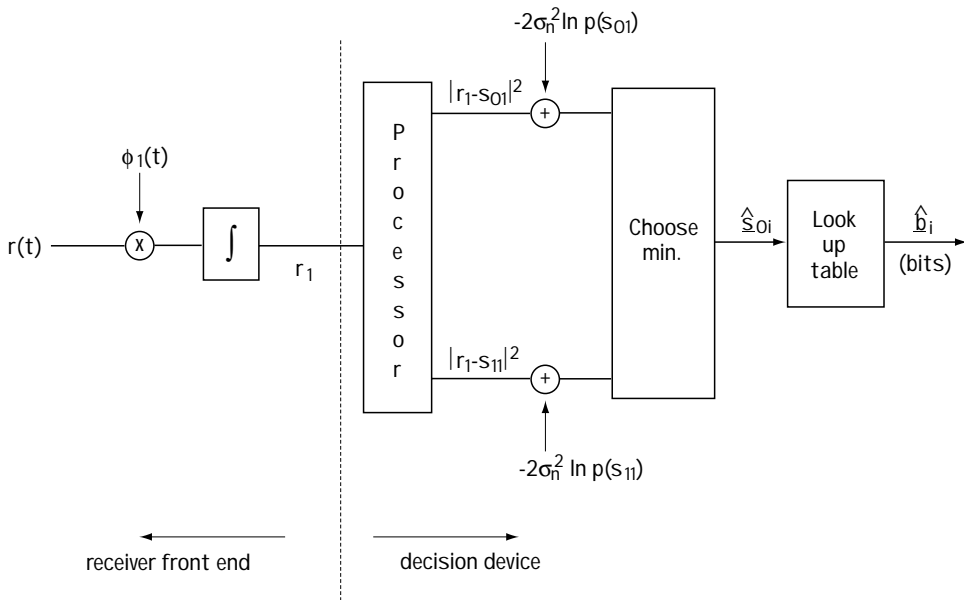 -2σₙ² ln p(s₀₁)
|r₁-s₀₁|²
+
ϕ₁(t)
r(t)
x
∫
r₁
P
r
o
c
e
s
s
o
r
Choose
min.
ŝ₀ᵢ
Look
up
table
b̂ᵢ
(bits)
|r₁-s₁₁|²
+
-2σₙ² ln p(s₁₁)
receiver front end
decision device